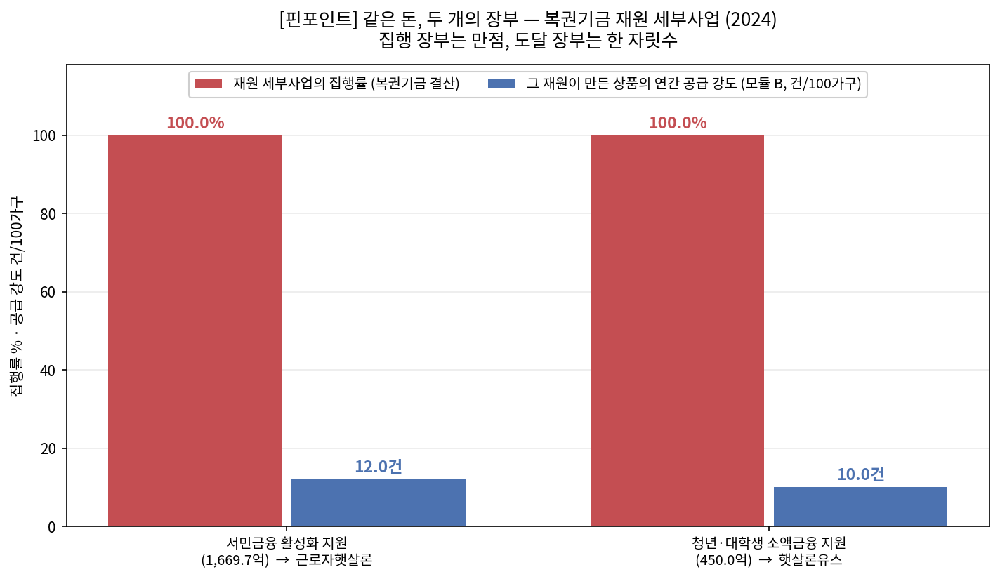 [핀포인트] 같은 돈, 두 개의 장부 — 복권기금 재원 세부사업 (2024)
집행 장부는 만점, 도달 장부는 한 자릿수
재원 세부사업의 집행률 (복권기금 결산)
그 재원이 만든 상품의 연간 공급 강도 (모듈 B, 건/100가구)
집행률 % · 공급 강도 건/100가구
100
80
60
40
20
0
100.0%
12.0건
100.0%
10.0건
서민금융 활성화 지원
(1,669.7억) → 근로자햇살론
청년·대학생 소액금융 지원
(450.0억) → 햇살론유스